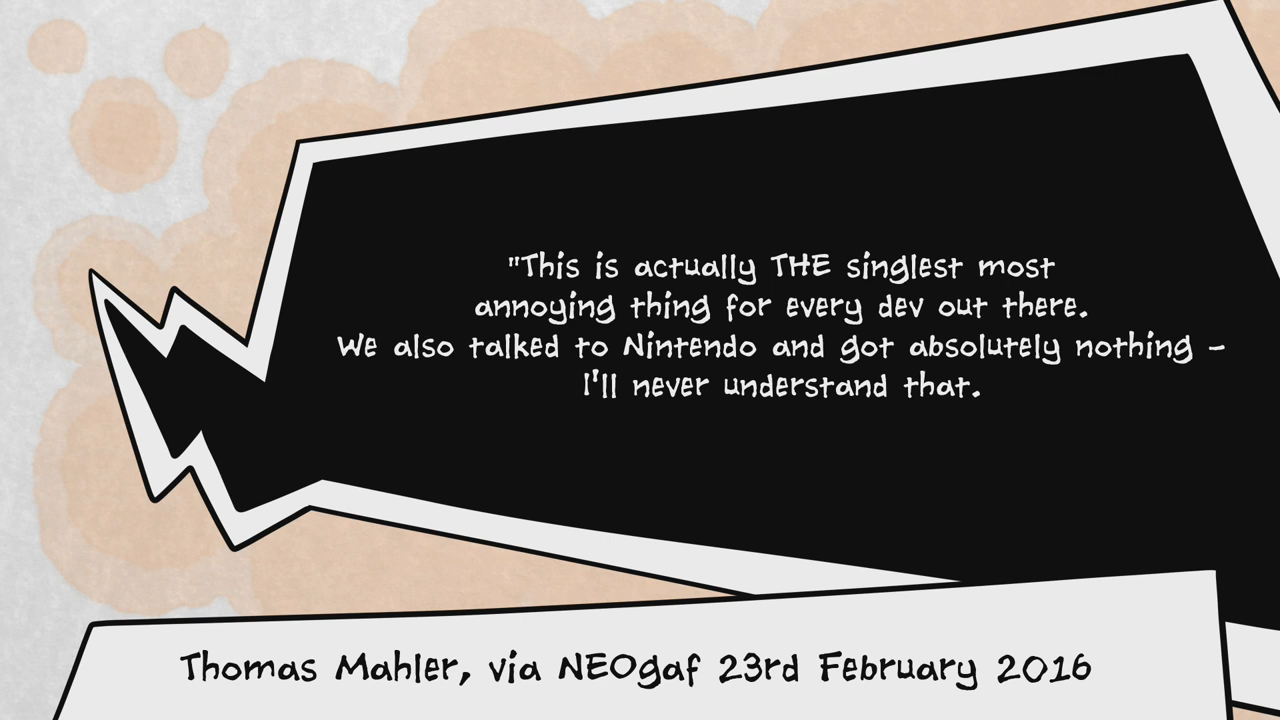 "This is actually THE singlest most
annoying thing for every dev out there.
We also talked to Nintendo and got absolutely nothing -
I'll never understand that.
Thomas Mahler, via NEOgaf 23rd February 2016